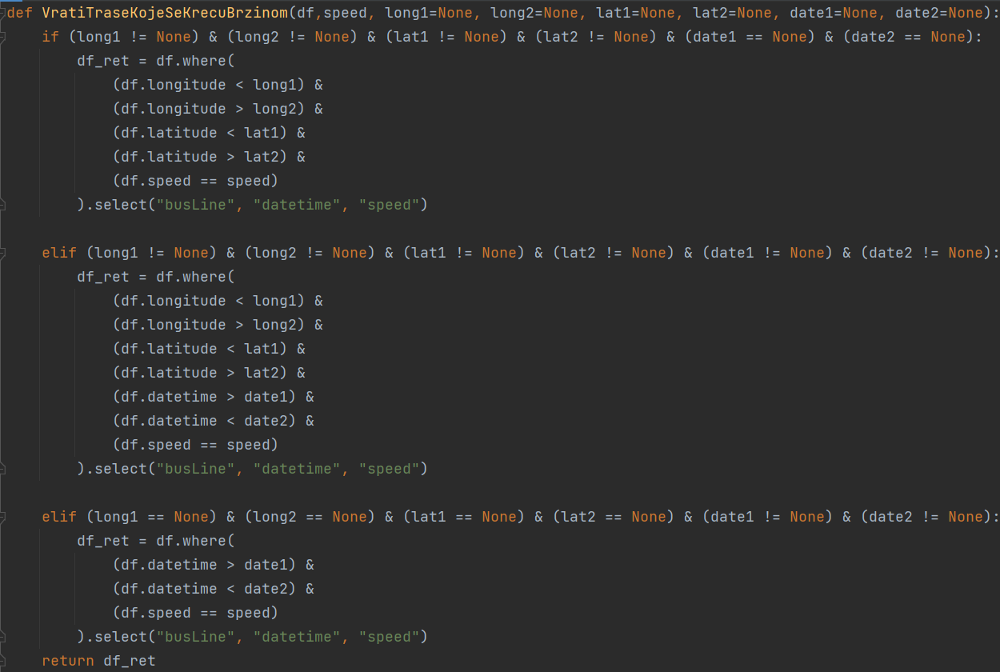 def VratiTraseKojeSeKrecuBrzinom(df,speed, long1=None, long2=None, lat1=None, lat2=None, date1=None, date2=None):
    if (long1 != None) & (long2 != None) & (lat1 != None) & (lat2 != None) & (date1 == None) & (date2 == None):
        df_ret = df.where(
            (df.longitude < long1) &
            (df.longitude > long2) &
            (df.latitude < lat1) &
            (df.latitude > lat2) &
            (df.speed == speed)
        ).select("busLine", "datetime", "speed")

    elif (long1 != None) & (long2 != None) & (lat1 != None) & (lat2 != None) & (date1 != None) & (date2 != None):
        df_ret = df.where(
            (df.longitude < long1) &
            (df.longitude > long2) &
            (df.latitude < lat1) &
            (df.latitude > lat2) &
            (df.datetime > date1) &
            (df.datetime < date2) &
            (df.speed == speed)
        ).select("busLine", "datetime", "speed")

    elif (long1 == None) & (long2 == None) & (lat1 == None) & (lat2 == None) & (date1 != None) & (date2 != None):
        df_ret = df.where(
            (df.datetime > date1) &
            (df.datetime < date2) &
            (df.speed == speed)
        ).select("busLine", "datetime", "speed")
    return df_ret